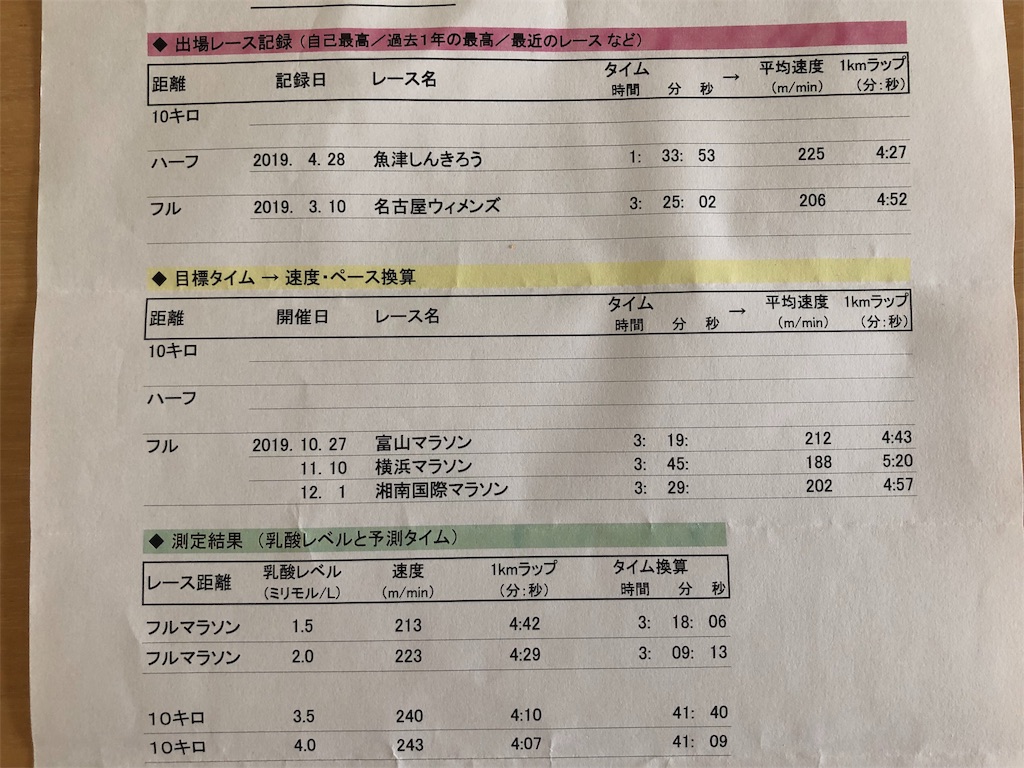 ◆ 出場レース記録（自己最高／過去1年の最高／最近のレース など）
距離 記録日 レース名 タイム 時間 分 秒 → 平均速度 (m/min) 1kmラップ (分:秒)
10キロ
ハーフ 2019. 4. 28 魚津しんきろう 1: 33: 53 225 4:27
フル 2019. 3. 10 名古屋ウィメンズ 3: 25: 02 206 4:52
◆ 目標タイム → 速度・ペース換算
距離 開催日 レース名 タイム 時間 分 秒 → 平均速度 (m/min) 1kmラップ (分:秒)
10キロ
ハーフ
フル 2019. 10. 27 富山マラソン 3: 19: 212 4:43
11. 10 横浜マラソン 3: 45: 188 5:20
12. 1 湘南国際マラソン 3: 29: 202 4:57
◆ 測定結果 （乳酸レベルと予測タイム）
レース距離 乳酸レベル (ミリモル/L) 速度 (m/min) 1kmラップ (分:秒) タイム換算 時間 分 秒
フルマラソン 1.5 213 4:42 3: 18: 06
フルマラソン 2.0 223 4:29 3: 09: 13
10キロ 3.5 240 4:10 41: 40
10キロ 4.0 243 4:07 41: 09